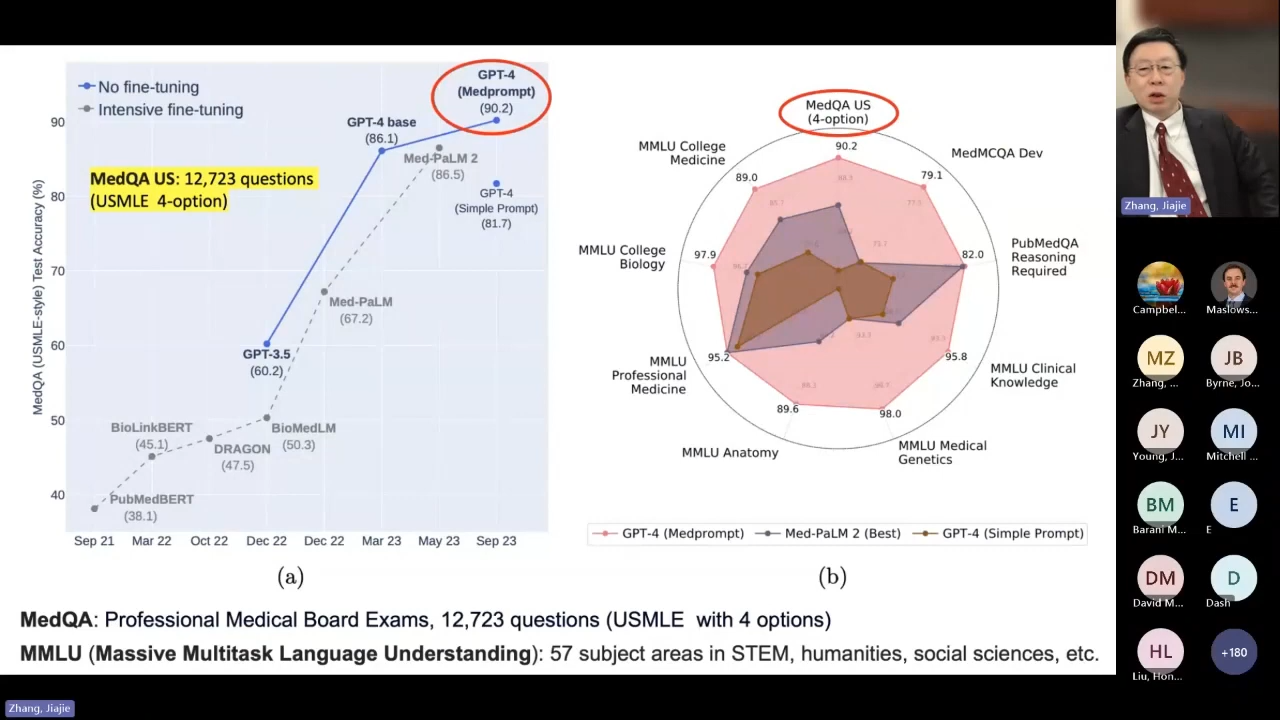 No fine-tuning
Intensive fine-tuning
MedQA US: 12,723 questions
(USMLE 4-option)
MedQA (USMLE-style) Test Accuracy (%)
90
80
70
60
50
40
GPT-4
(Medprompt)
(90.2)
GPT-4 base
(86.1)
Med-PaLM 2
(86.5)
GPT-4
(Simple Prompt)
(81.7)
Med-PaLM
(67.2)
GPT-3.5
(60.2)
BioLinkBERT
(45.1)
BioMedLM
(50.3)
DRAGON
(47.5)
PubMedBERT
(38.1)
Sep 21
Mar 22
Oct 22
Dec 22
Dec 22
Mar 23
May 23
Sep 23
(a)
MedQA US
(4-option)
90.2
MMLU College
Medicine
89.0
MedMCQA Dev
79.1
MMLU College
Biology
97.9
PubMedQA
Reasoning
Required
82.0
MMLU
Professional
Medicine
95.2
MMLU Clinical
Knowledge
95.8
MMLU Anatomy
89.6
MMLU Medical
Genetics
98.0
GPT-4 (Medprompt)
Med-PaLM 2 (Best)
GPT-4 (Simple Prompt)
(b)
MedQA: Professional Medical Board Exams, 12,723 questions (USMLE with 4 options)
MMLU (Massive Multitask Language Understanding): 57 subject areas in STEM, humanities, social sciences, etc.
Zhang, Jiajie
Zhang, Jiajie
Campbel...
Maslows...
MZ
Zhang, ...
JB
Byrne, Jo...
JY
Young, J...
MI
Mitchell ...
BM
Barani M...
E
E
DM
David M...
D
Dash
HL
Liu, Hon...
+180